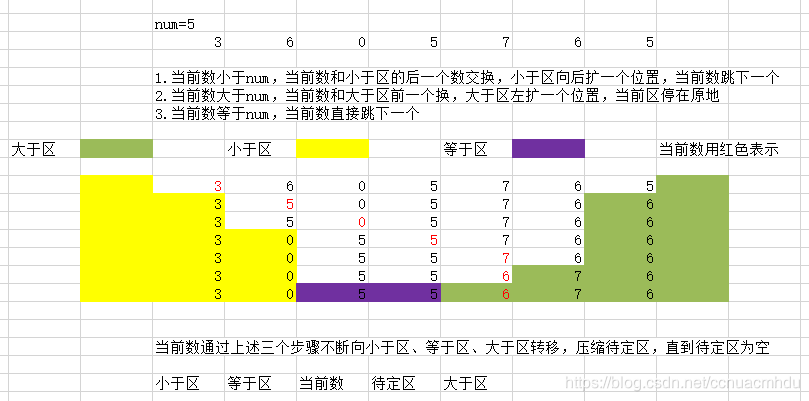 num=5
3 6 0 5 7 6 5
1.当前数小于num,当前数和小于区的后一个数交换,小于区向后扩一个位置,当前数跳下一个
2.当前数大于num,当前数和大于区前一个换,大于区左扩一个位置,当前区停在原地
3.当前数等于num,当前数直接跳下一个
大于区 小于区 等于区 当前数用红色表示
3 6 0 5 7 6 5
3 5 0 5 7 6 6
3 5 0 5 7 6 6
3 0 5 5 7 6 6
3 0 5 5 7 6 6
3 0 5 5 6 7 6
3 0 5 5 6 7 6
当前数通过上述三个步骤不断向小于区、等于区、大于区转移,压缩待定区,直到待定区为空
小于区 等于区 当前数 待定区 大于区
https://blog.csdn.net/ccnuacmhdu